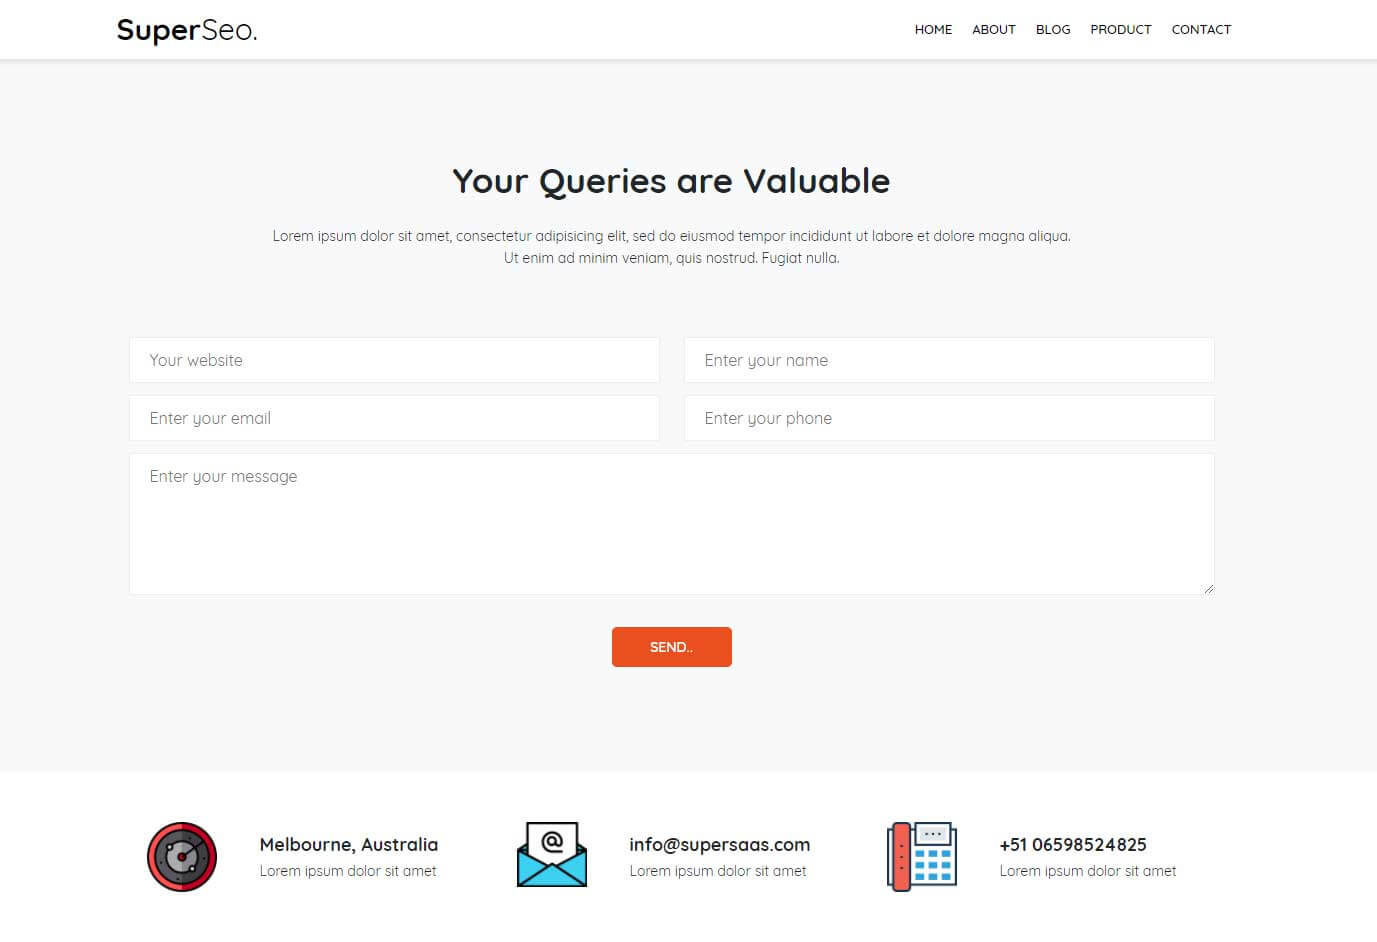 SuperSeo.
HOME ABOUT BLOG PRODUCT CONTACT
Your Queries are Valuable
Lorem ipsum dolor sit amet, consectetur adipisicing elit, sed do eiusmod tempor incididunt ut labore et dolore magna aliqua.
Ut enim ad minim veniam, quis nostrud. Fugiat nulla.
Your website
Enter your name
Enter your email
Enter your phone
Enter your message
SEND..
Melbourne, Australia
Lorem ipsum dolor sit amet
@
info@supersaas.com
Lorem ipsum dolor sit amet
+51 06598524825
Lorem ipsum dolor sit amet